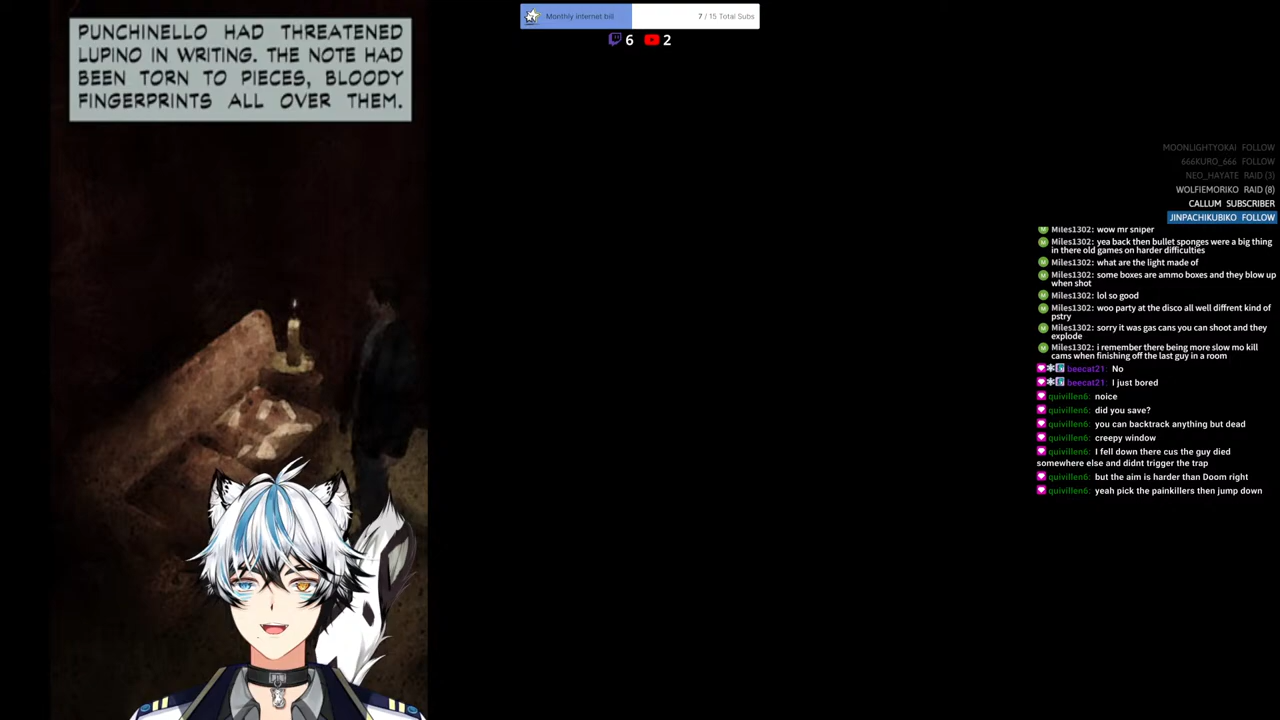 PUNCHINELLO HAD THREATENED
LUPINO IN WRITING. THE NOTE HAD
BEEN TORN TO PIECES, BLOODY
FINGERPRINTS ALL OVER THEM.
Monthly internet bill
7 / 15 Total Subs
6 2
MOONLIGHTYOKAI FOLLOW
666KURO_666 FOLLOW
NEO_HAYATE RAID (3)
WOLFIEMORIKO RAID (8)
CALLUM SUBSCRIBER
JINPACHIKUBIKO FOLLOW
Miles1302: wow mr sniper
Miles1302: yea back then bullet sponges were a big thing
in there old games on harder difficulties
Miles1302: what are the light made of
Miles1302: some boxes are ammo boxes and they blow up
when shot
Miles1302: lol so good
Miles1302: woo party at the disco all well diffrent kind of
pstry
Miles1302: sorry it was gas cans you can shoot and they
explode
Miles1302: i remember there being more slow mo kill
cams when finishing off the last guy in a room
beecat21: No
beecat21: I just bored
quivillen6: noice
quivillen6: did you save?
quivillen6: you can backtrack anything but dead
quivillen6: creepy window
quivillen6: I fell down there cus the guy died
somewhere else and didnt trigger the trap
quivillen6: but the aim is harder than Doom right
quivillen6: yeah pick the painkillers then jump down